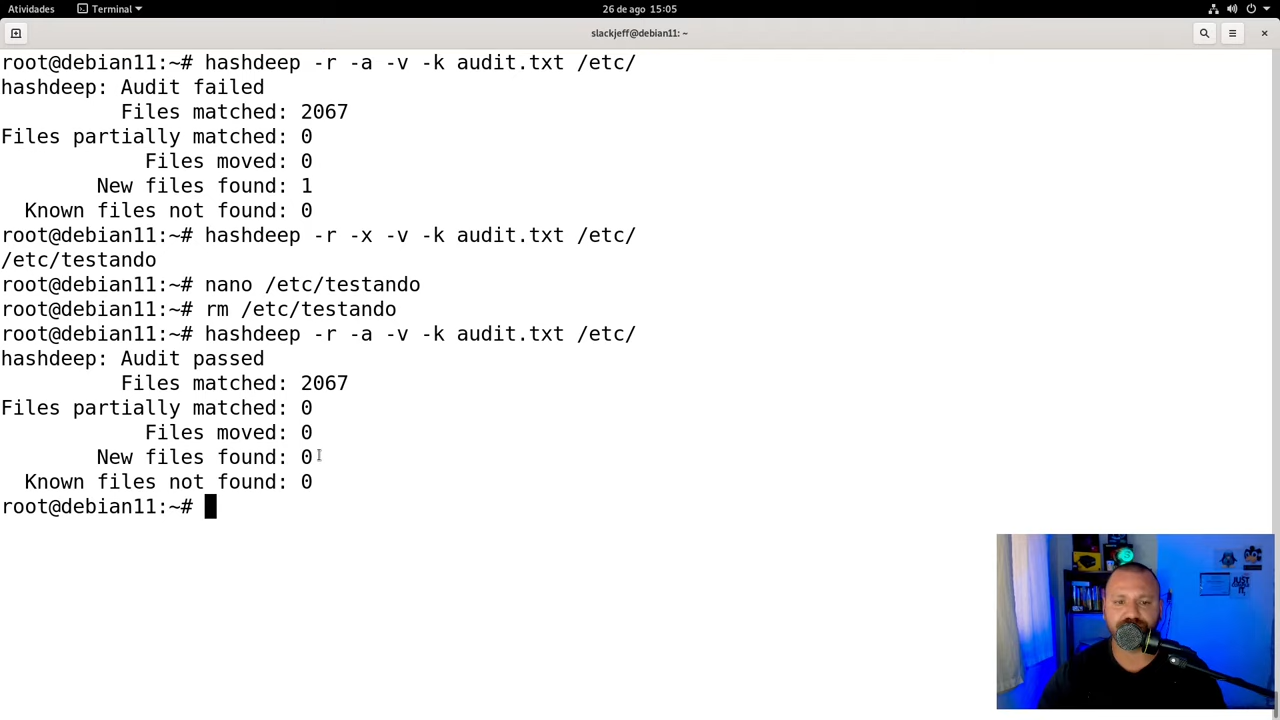 Atividades
Terminal
26 de ago 15:05
slackjeff@debian11: ~
root@debian11:~# hashdeep -r -a -v -k audit.txt /etc/
hashdeep: Audit failed
Files matched: 2067
Files partially matched: 0
Files moved: 0
New files found: 1
Known files not found: 0
root@debian11:~# hashdeep -r -x -v -k audit.txt /etc/
/etc/testando
root@debian11:~# nano /etc/testando
root@debian11:~# rm /etc/testando
root@debian11:~# hashdeep -r -a -v -k audit.txt /etc/
hashdeep: Audit passed
Files matched: 2067
Files partially matched: 0
Files moved: 0
New files found: 0
Known files not found: 0
root@debian11:~#
JUST